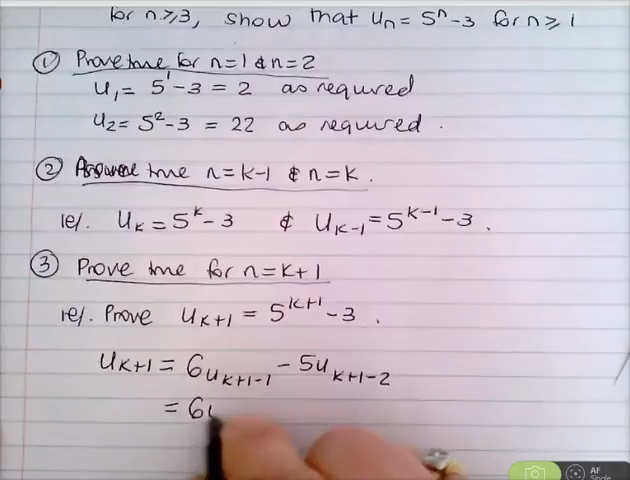 for n ≥ 3, show that Uₙ = 5ⁿ - 3 for n ≥ 1
① Prove true for n=1 & n=2
U₁ = 5¹ - 3 = 2 as required
U₂ = 5² - 3 = 22 as required.
② Assume true n=k-1 & n=k.
ie/. Uₖ = 5ᵏ - 3 & Uₖ₋₁ = 5ᵏ⁻¹ - 3.
③ Prove true for n=k+1
ie/. Prove Uₖ₊₁ = 5ᵏ⁺¹ - 3.
Uₖ₊₁ = 6Uₖ₊₁₋₁ - 5Uₖ₊₁₋₂
= 6
AF
Single